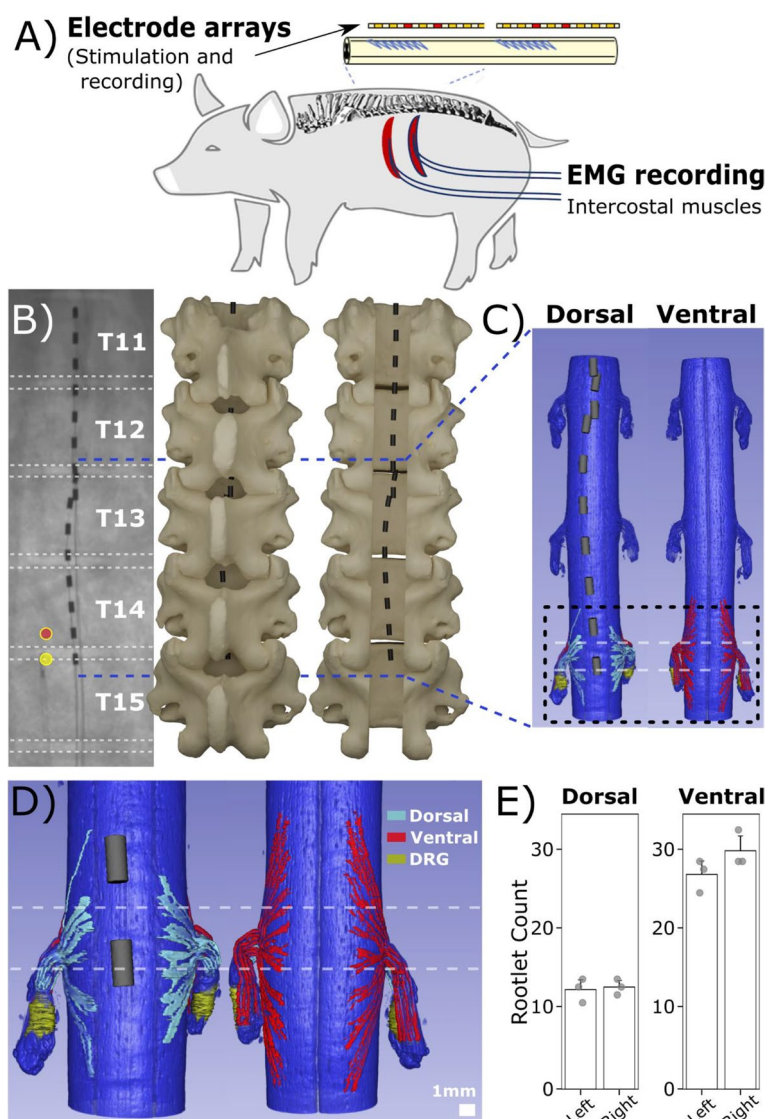 A) Electrode arrays
(Stimulation and
recording)
EMG recording
Intercostal muscles
B)
T11
T12
T13
T14
T15
C) Dorsal Ventral
D)
Dorsal
Ventral
DRG
1mm
E) Dorsal Ventral
Rootlet Count
30
20
10
0
30
20
10
0
Left
Right
Left
Right